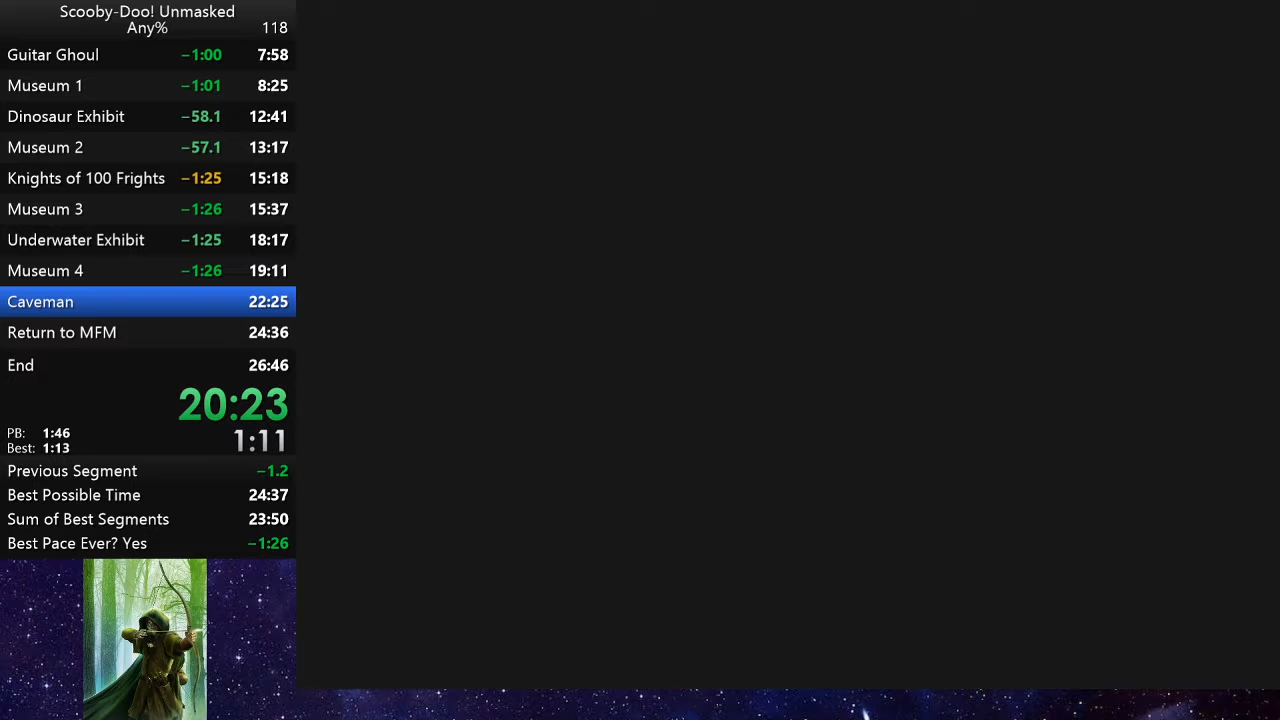 Scooby-Doo! Unmasked
Any% 118
Guitar Ghoul −1:00 7:58
Museum 1 −1:01 8:25
Dinosaur Exhibit −58.1 12:41
Museum 2 −57.1 13:17
Knights of 100 Frights −1:25 15:18
Museum 3 −1:26 15:37
Underwater Exhibit −1:25 18:17
Museum 4 −1:26 19:11
Caveman 22:25
Return to MFM 24:36
End 26:46
20:23
PB: 1:46
Best: 1:13
1:11
Previous Segment −1.2
Best Possible Time 24:37
Sum of Best Segments 23:50
Best Pace Ever? Yes −1:26